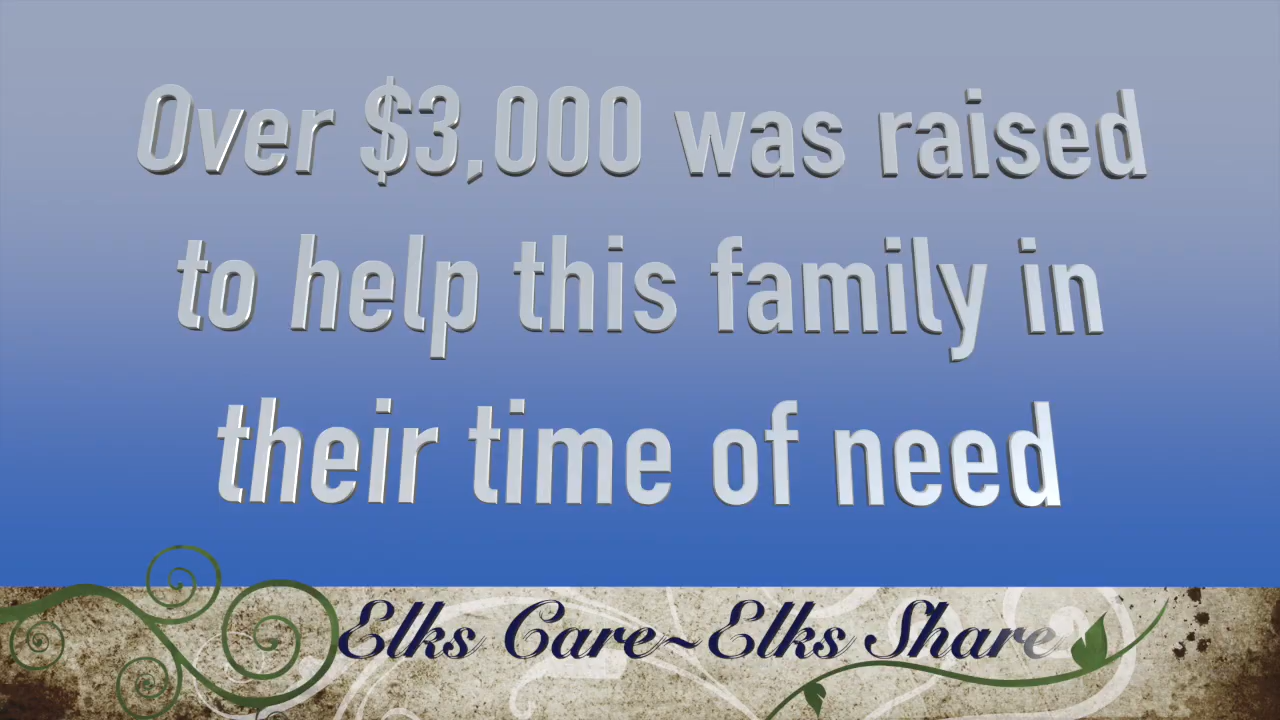 Over $3,000 was raised
to help this family in
their time of need
Elks Care~Elks Share